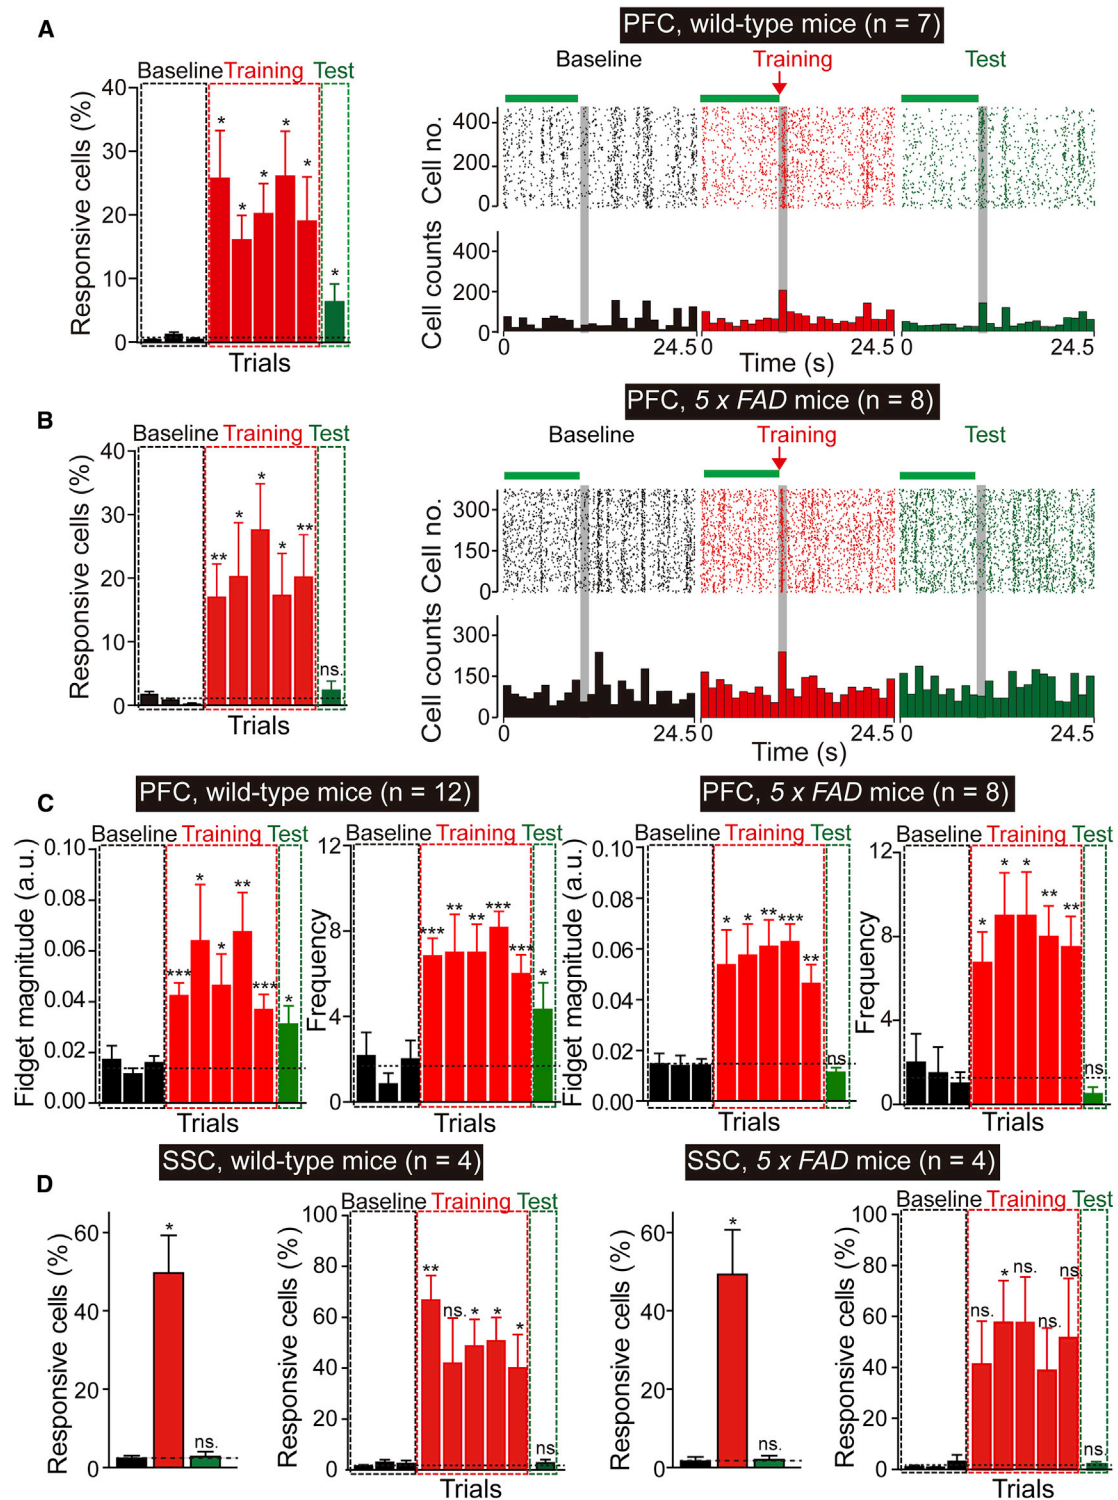 A
PFC, wild-type mice (n = 7)
Baseline Training Test
Baseline Training Test
40
30
20
10
0
Responsive cells (%)
* * * * * *
Trials
400
200
0
Cell no.
400
200
0
Cell counts
0 24.5 0 24.5 0 24.5
Time (s)
B
PFC, 5 x FAD mice (n = 8)
Baseline Training Test
Baseline Training Test
40
30
20
10
0
Responsive cells (%)
** * * * ** ns.
Trials
300
150
0
Cell no.
300
150
0
Cell counts
0 24.5 0 24.5 0 24.5
Time (s)
C
PFC, wild-type mice (n = 12)
PFC, 5 x FAD mice (n = 8)
Baseline Training Test
0.10
0.08
0.06
0.04
0.02
0.00
Fidget magnitude (a.u.)
*** * * ** *** *
Trials
Baseline Training Test
12
8
4
0
Frequency
*** ** ** *** *** *
Baseline Training Test
0.10
0.08
0.06
0.04
0.02
0.00
Fidget magnitude (a.u.)
* * ** *** ** ns
Trials
Baseline Training Test
12
8
4
0
Frequency
* * * ** ** ns
D
SSC, wild-type mice (n = 4)
SSC, 5 x FAD mice (n = 4)
60
40
20
0
Responsive cells (%)
* ns.
Baseline Training Test
100
80
60
40
20
0
Responsive cells (%)
** ns. * * * ns
Trials
60
40
20
0
Responsive cells (%)
* ns.
Baseline Training Test
100
80
60
40
20
0
Responsive cells (%)
ns. * ns. ns. ns ns.
Trials